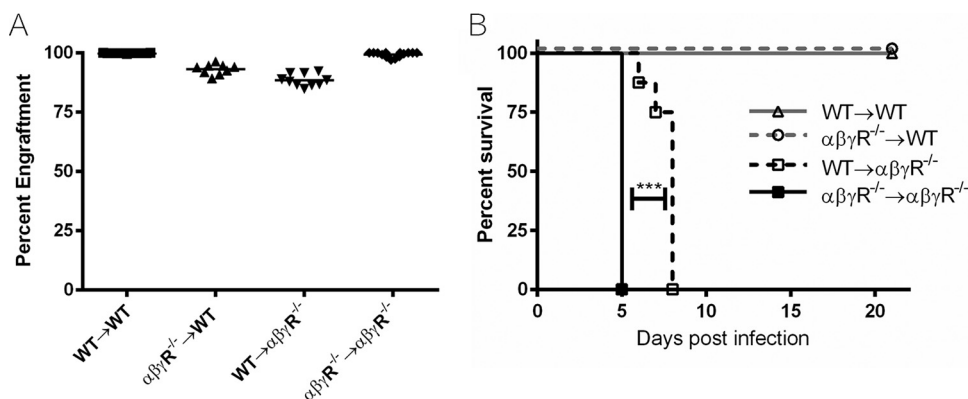 A
Percent Engraftment
100
75
50
25
0
WT→WT
αβγR⁻/⁻→WT
WT→αβγR⁻/⁻
αβγR⁻/⁻→αβγR⁻/⁻
B
Percent survival
100
75
50
25
0
0 5 10 15 20
Days post infection
***
WT→WT
αβγR⁻/⁻→WT
WT→αβγR⁻/⁻
αβγR⁻/⁻→αβγR⁻/⁻